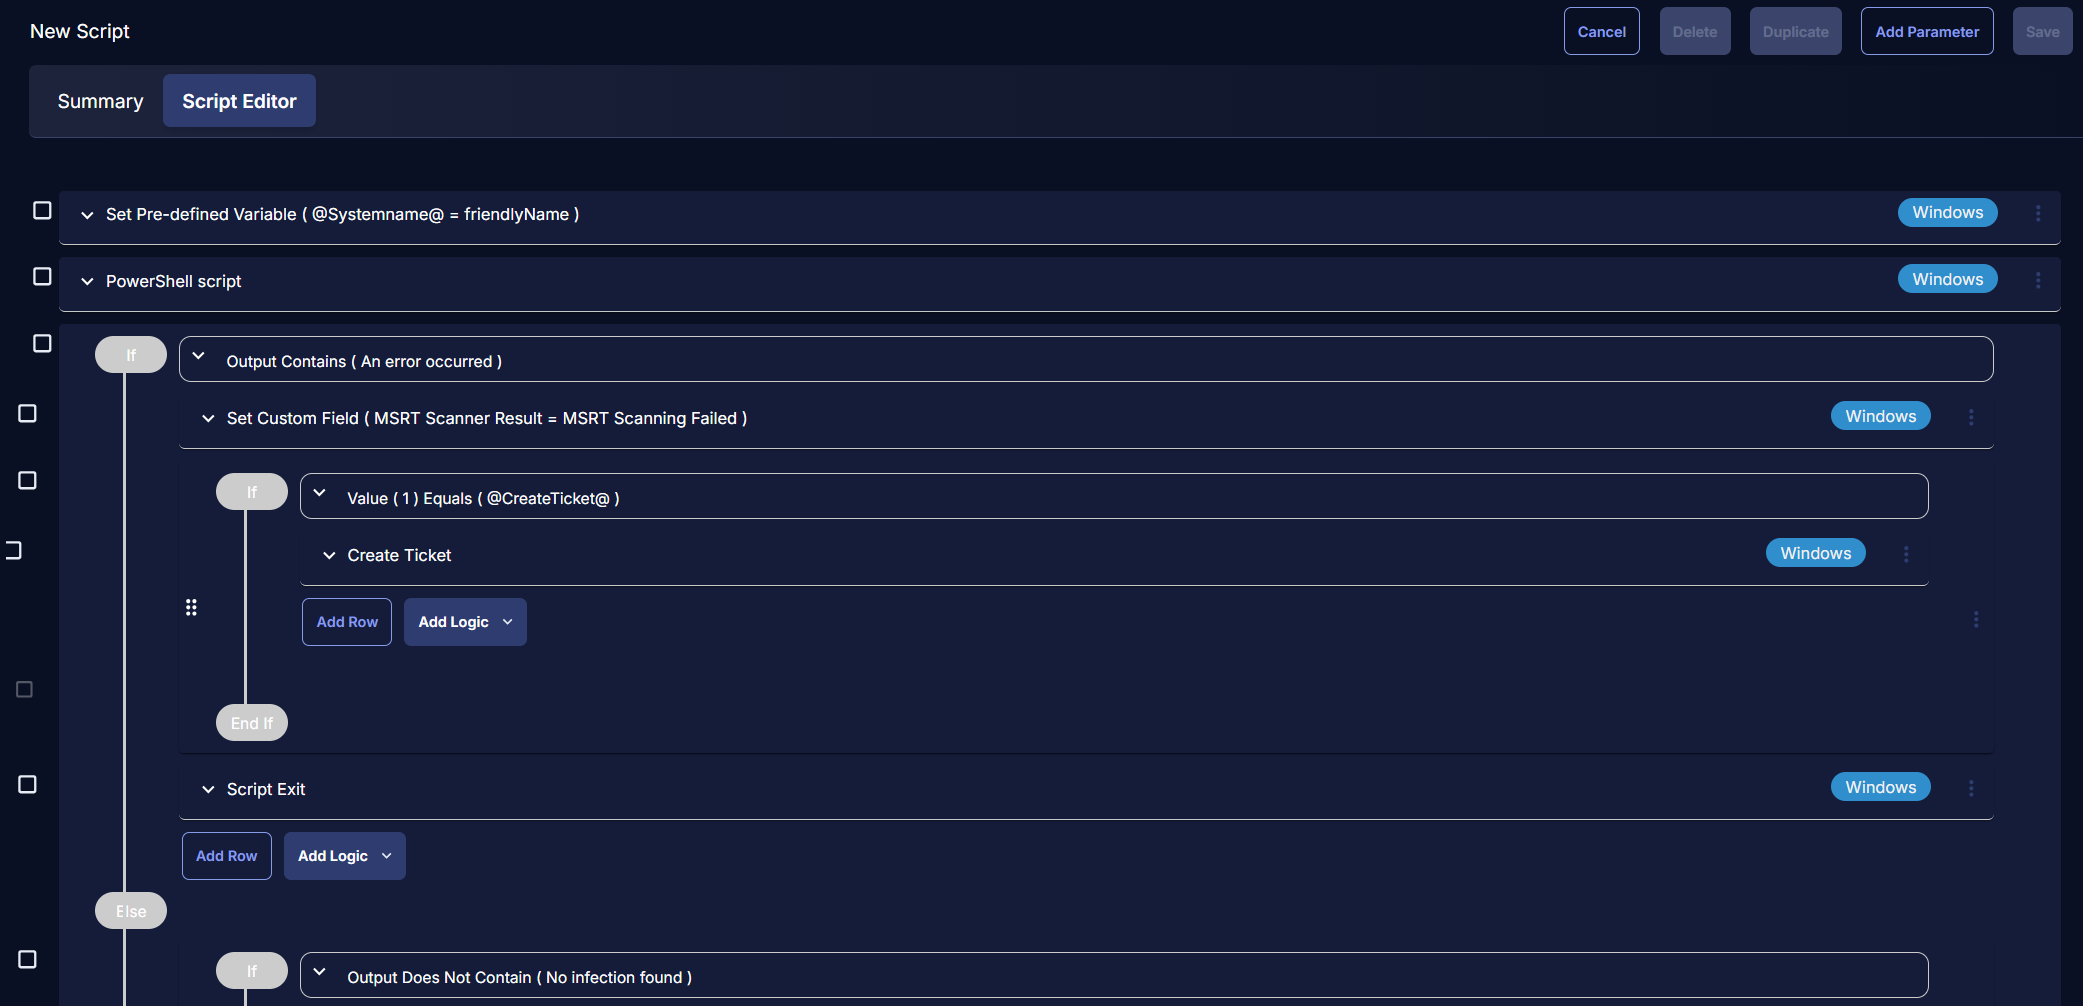 New Script
Cancel
Delete
Duplicate
Add Parameter
Save
Summary
Script Editor
Set Pre-defined Variable ( @Systemname@ = friendlyName )
Windows
PowerShell script
Windows
If
Output Contains ( An error occurred )
Set Custom Field ( MSRT Scanner Result = MSRT Scanning Failed )
Windows
If
Value ( 1 ) Equals ( @CreateTicket@ )
Create Ticket
Windows
Add Row
Add Logic
End If
Script Exit
Windows
Add Row
Add Logic
Else
If
Output Does Not Contain ( No infection found )